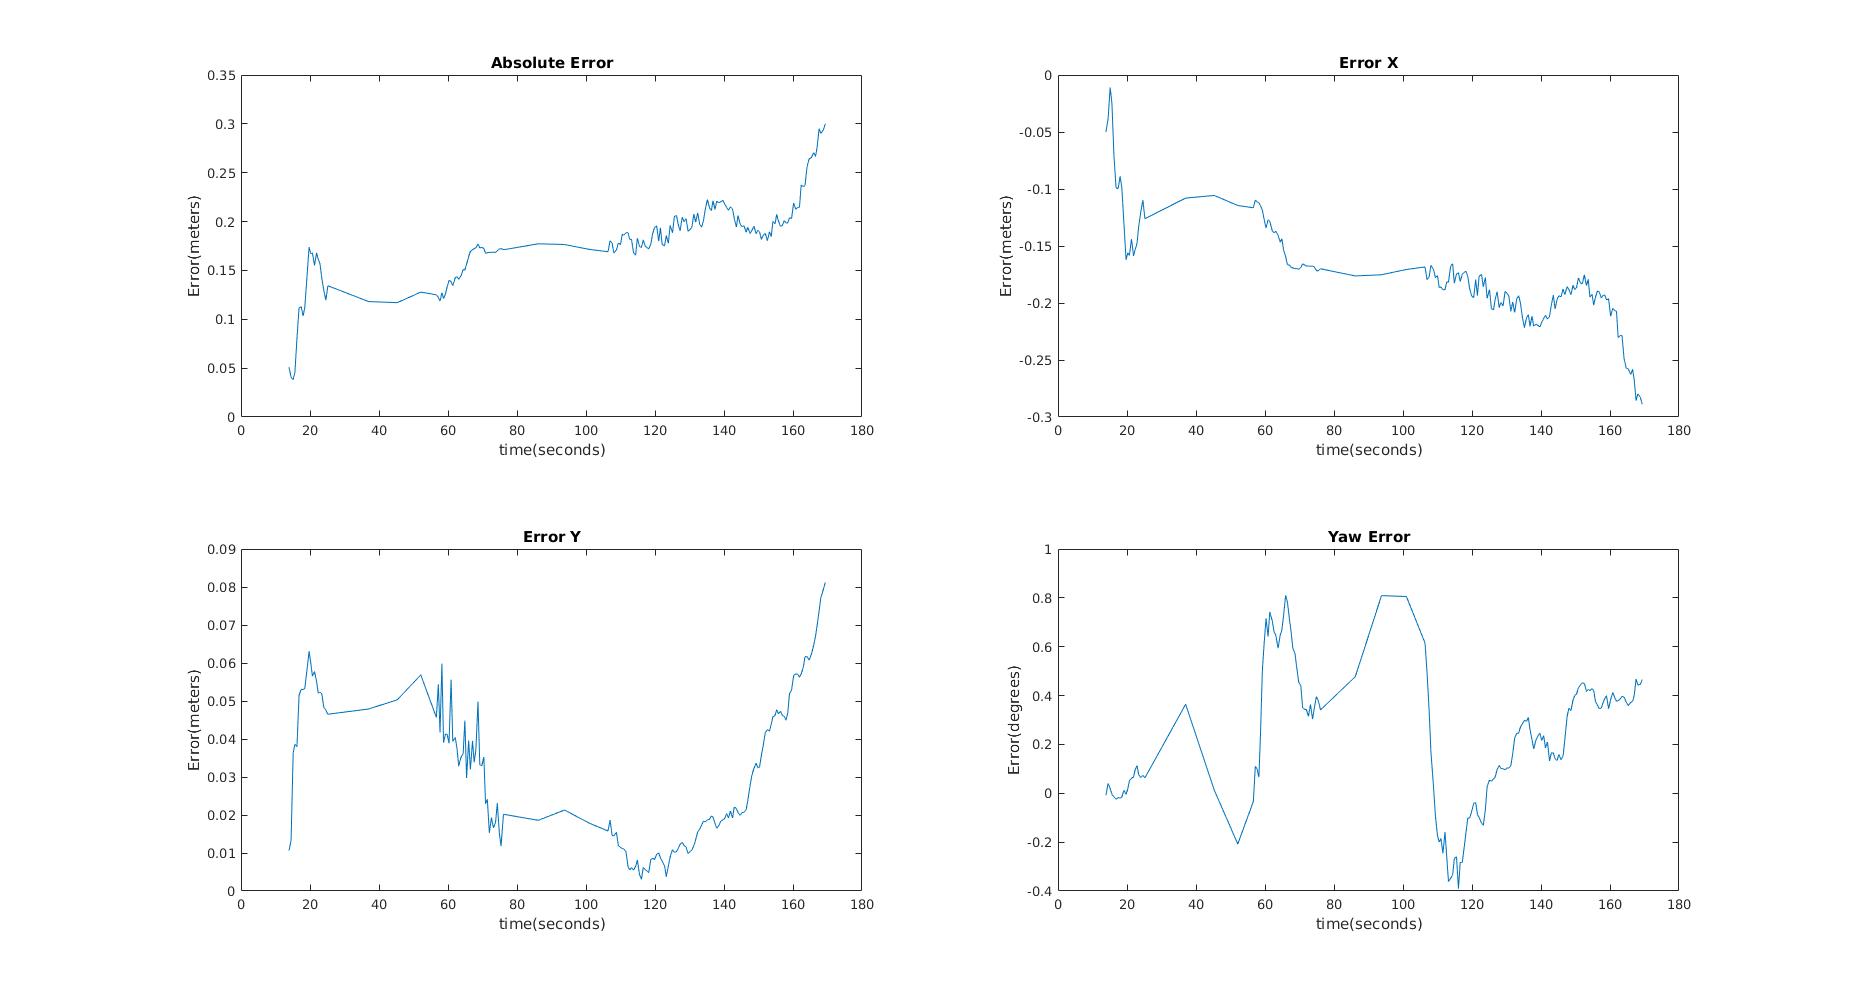 Absolute Error
Error(meters)
0.35
0.3
0.25
0.2
0.15
0.1
0.05
0
0 20 40 60 80 100 120 140 160 180
time(seconds)
Error X
Error(meters)
0
-0.05
-0.1
-0.15
-0.2
-0.25
-0.3
0 20 40 60 80 100 120 140 160 180
time(seconds)
Error Y
Error(meters)
0.09
0.08
0.07
0.06
0.05
0.04
0.03
0.02
0.01
0
0 20 40 60 80 100 120 140 160 180
time(seconds)
Yaw Error
Error(degrees)
1
0.8
0.6
0.4
0.2
0
-0.2
-0.4
0 20 40 60 80 100 120 140 160 180
time(seconds)